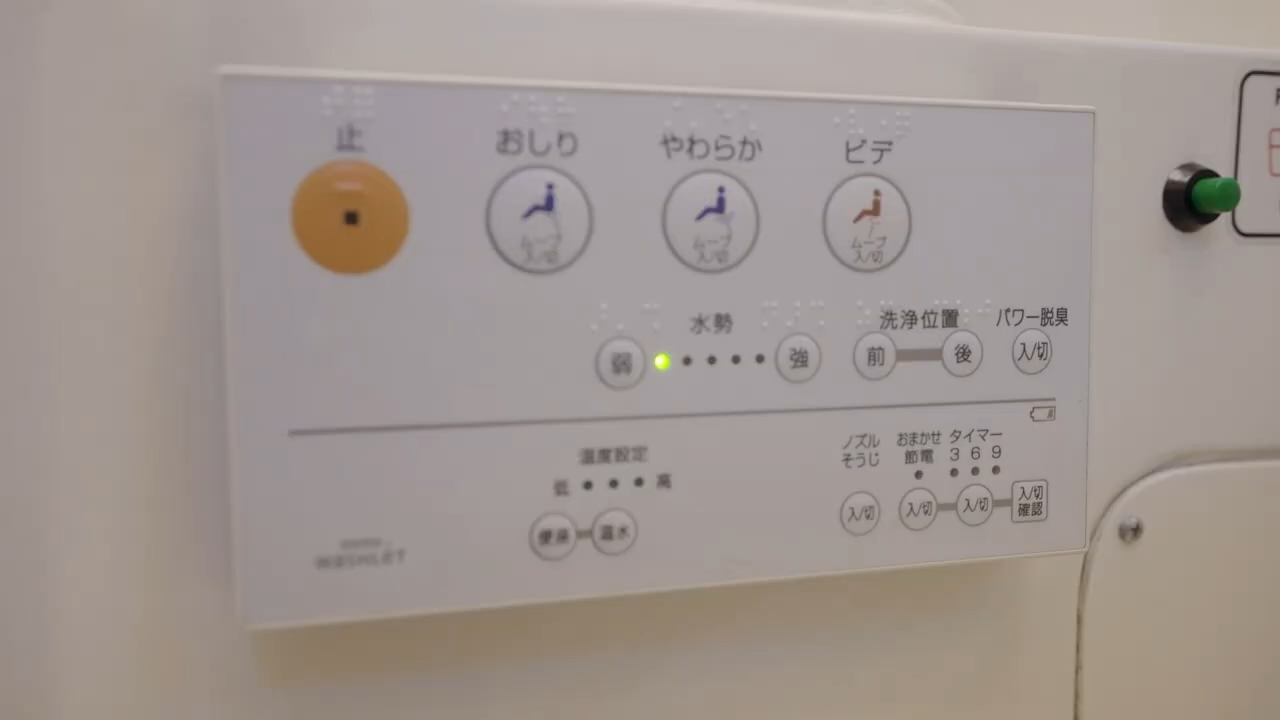 止
おしり
やわらか
ビデ
ムーブ
入/切
ムーブ
入/切
ムーブ
入/切
水勢
弱
強
洗浄位置
前
後
パワー脱臭
入/切
温度設定
低
高
便座
温水
ノズル
そうじ
入/切
おまかせ
節電
入/切
タイマー
3 6 9
入/切
入/切
確認
WASHLET